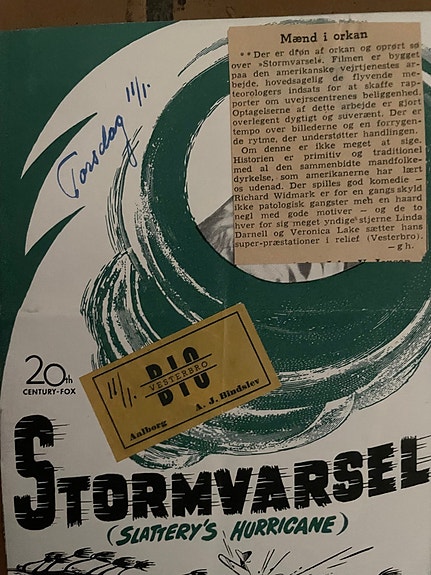 Mænd i orkan
** Der er drøn af orkan og oprørt sø
over »Stormvarsel«. Filmen er bygget
paa den amerikanske vejrtjenestes ar-
bejde, hovedsagelig de flyvende me-
teorologers indsats for at skaffe rap-
porter om uvejrscentrenes beliggenhed.
Optagelserne af dette arbejde er gjort
overlegent dygtigt og suverænt. Der er
tempo over billederne og en forrygen-
de rytme, der understøtter handlingen.
Om denne er ikke meget at sige.
Historien er primitiv og traditionel
med al den sammenbidte mandfolke-
dyrkelse, som amerikanerne har lært
os udenad. Der spilles god komedie —
Richard Widmark er for en gangs skyld
ikke patologisk gangster men en haard
negl med gode motiver — og de to
hver for sig meget yndige stjerner Linda
Darnell og Veronica Lake sætter hans
super-præstationer i relief (Vesterbro).
— gh.
Torsdag 11/1.
20th
CENTURY-FOX
11/1.
BIO
VESTERBRO
BIO
Aalborg A. J. Bindslev
STORMVARSEL
(SLATTERY'S HURRICANE)